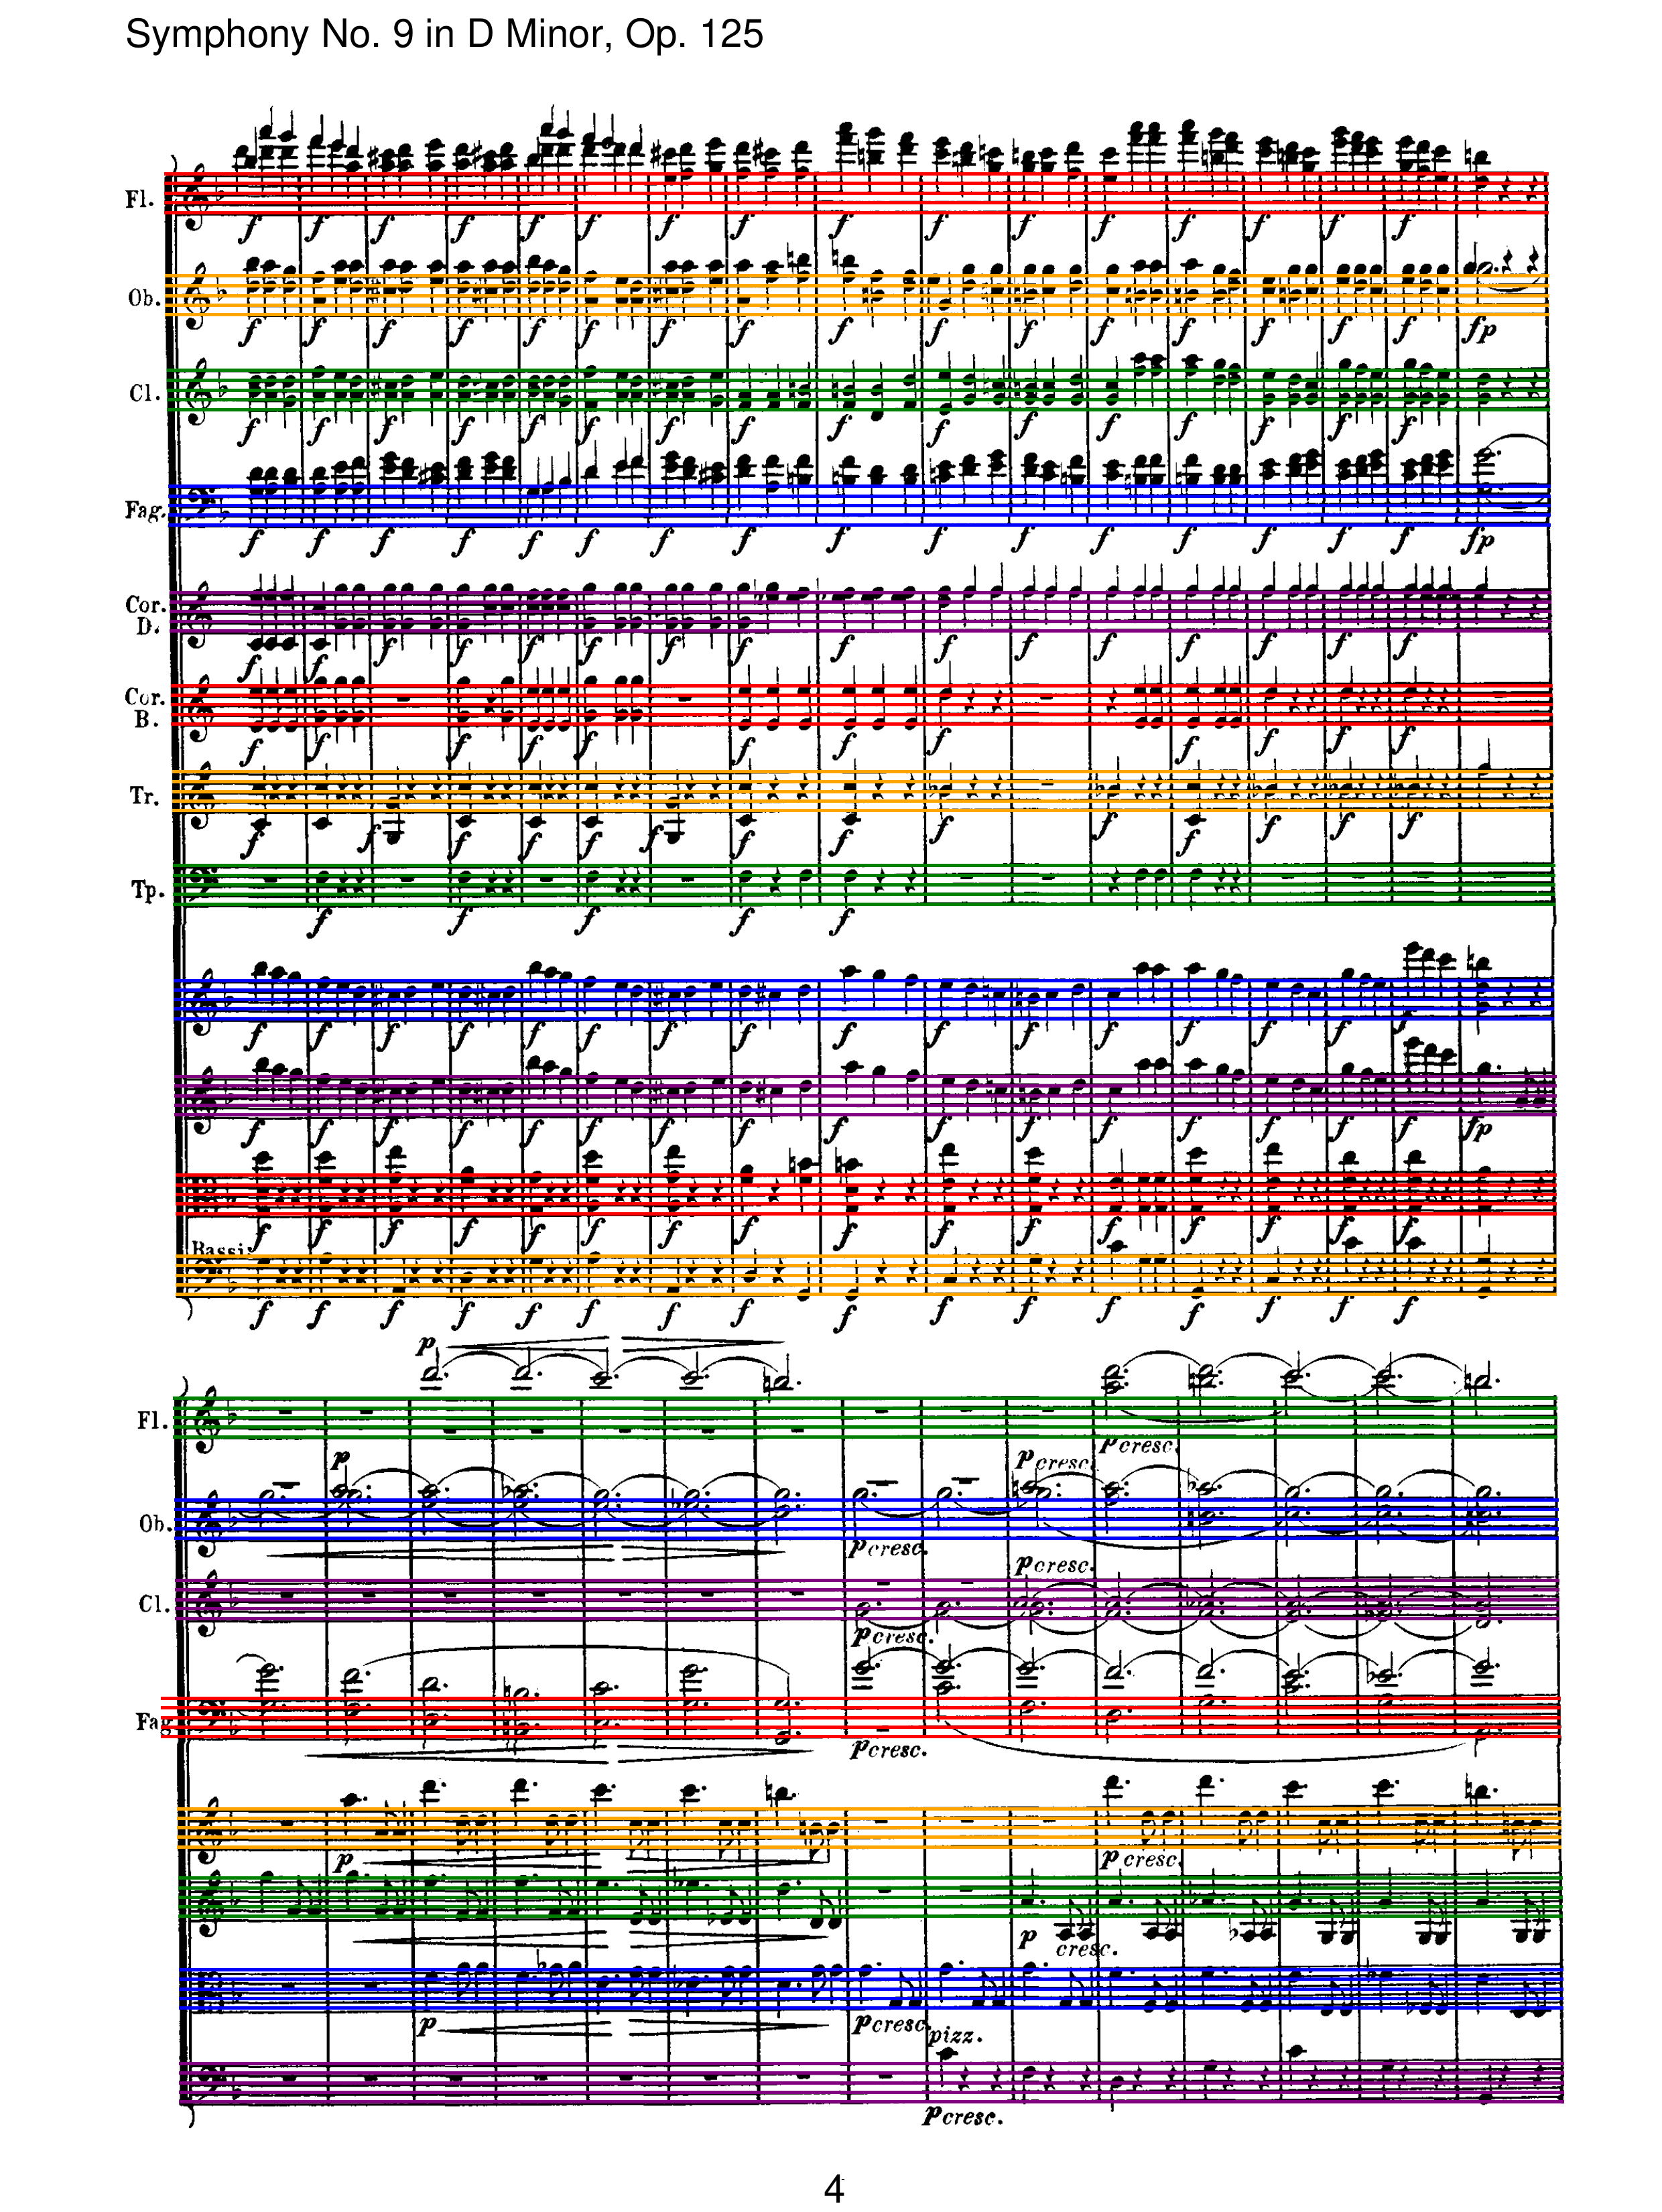 Symphony No. 9 in D Minor, Op. 125
Fl.
f f f f f f f f f f f f f f f f
Ob.
f f f f f f f f f f f f f f f f fp
Cl.
f f f f f f f f f f f f f f f f
Fag.
f f f f f f f f f f f f f f f f fp
Cor.
D.
f f f f f f f f f f f f f f f f
Cor.
B.
f f f f f f f f f f f f
Tr.
f f f f f f f f f f f f f f
Tp.
f f f f f
f f f f f f f f f f f f f f f f
f f f f f f f f f f f f f f f f fp
f f f f f f f f f f f f f f f f
Bassi
f f f f f f f f f f f f f f f f
p
Fl.
p cresc.
p
p cresc.
Ob.
p cresc.
p cresc.
Cl.
p cresc.
Fag
p cresc.
p
p cresc.
p cresc.
p
p cresc.
pizz.
p cresc.
4